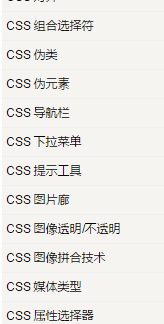 CSS 组合选择符
CSS 伪类
CSS 伪元素
CSS 导航栏
CSS 下拉菜单
CSS 提示工具
CSS 图片廊
CSS 图像透明/不透明
CSS 图像拼合技术
CSS 媒体类型
CSS 属性选择器